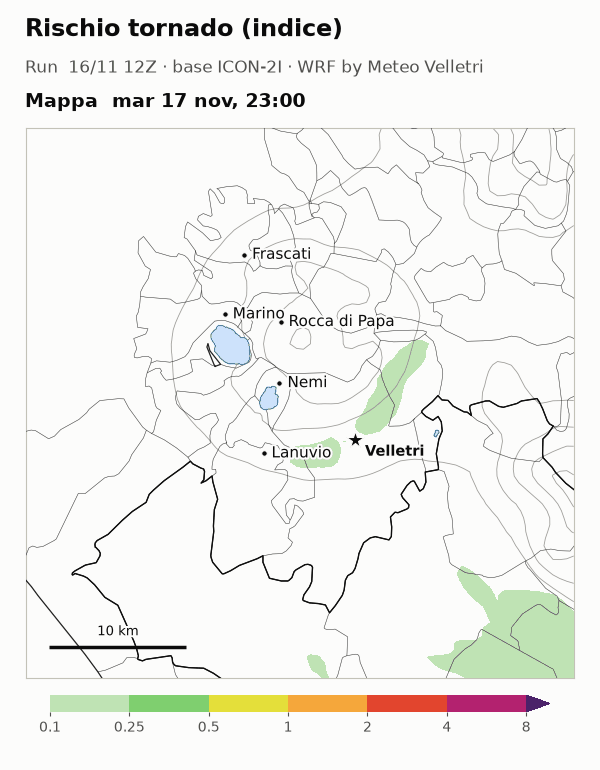 Rischio tornado (indice)
Run  16/11 12Z · base ICON-2I · WRF by Meteo Velletri
Mappa  mar 17 nov, 23:00
Frascati
Marino
Rocca di Papa
Nemi
Velletri
Lanuvio
10 km
0.1 0.25 0.5 1 2 4 8